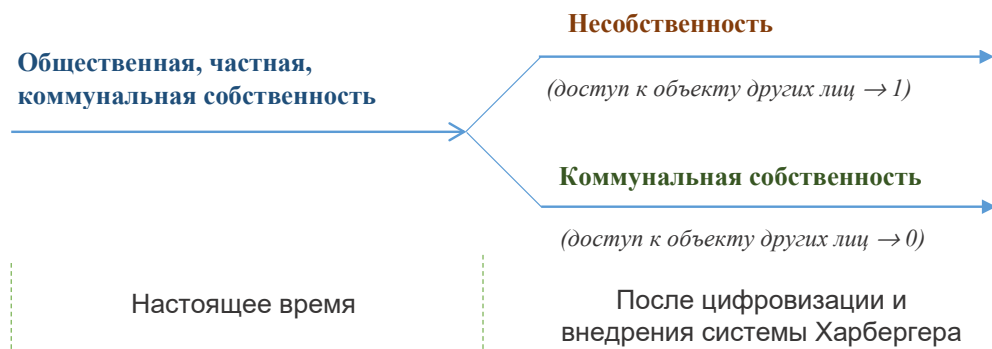 Несобственность
Общественная, частная,
коммунальная собственность
(доступ к объекту других лиц → 1)
Коммунальная собственность
(доступ к объекту других лиц → 0)
Настоящее время
После цифровизации и
внедрения системы Харбергера